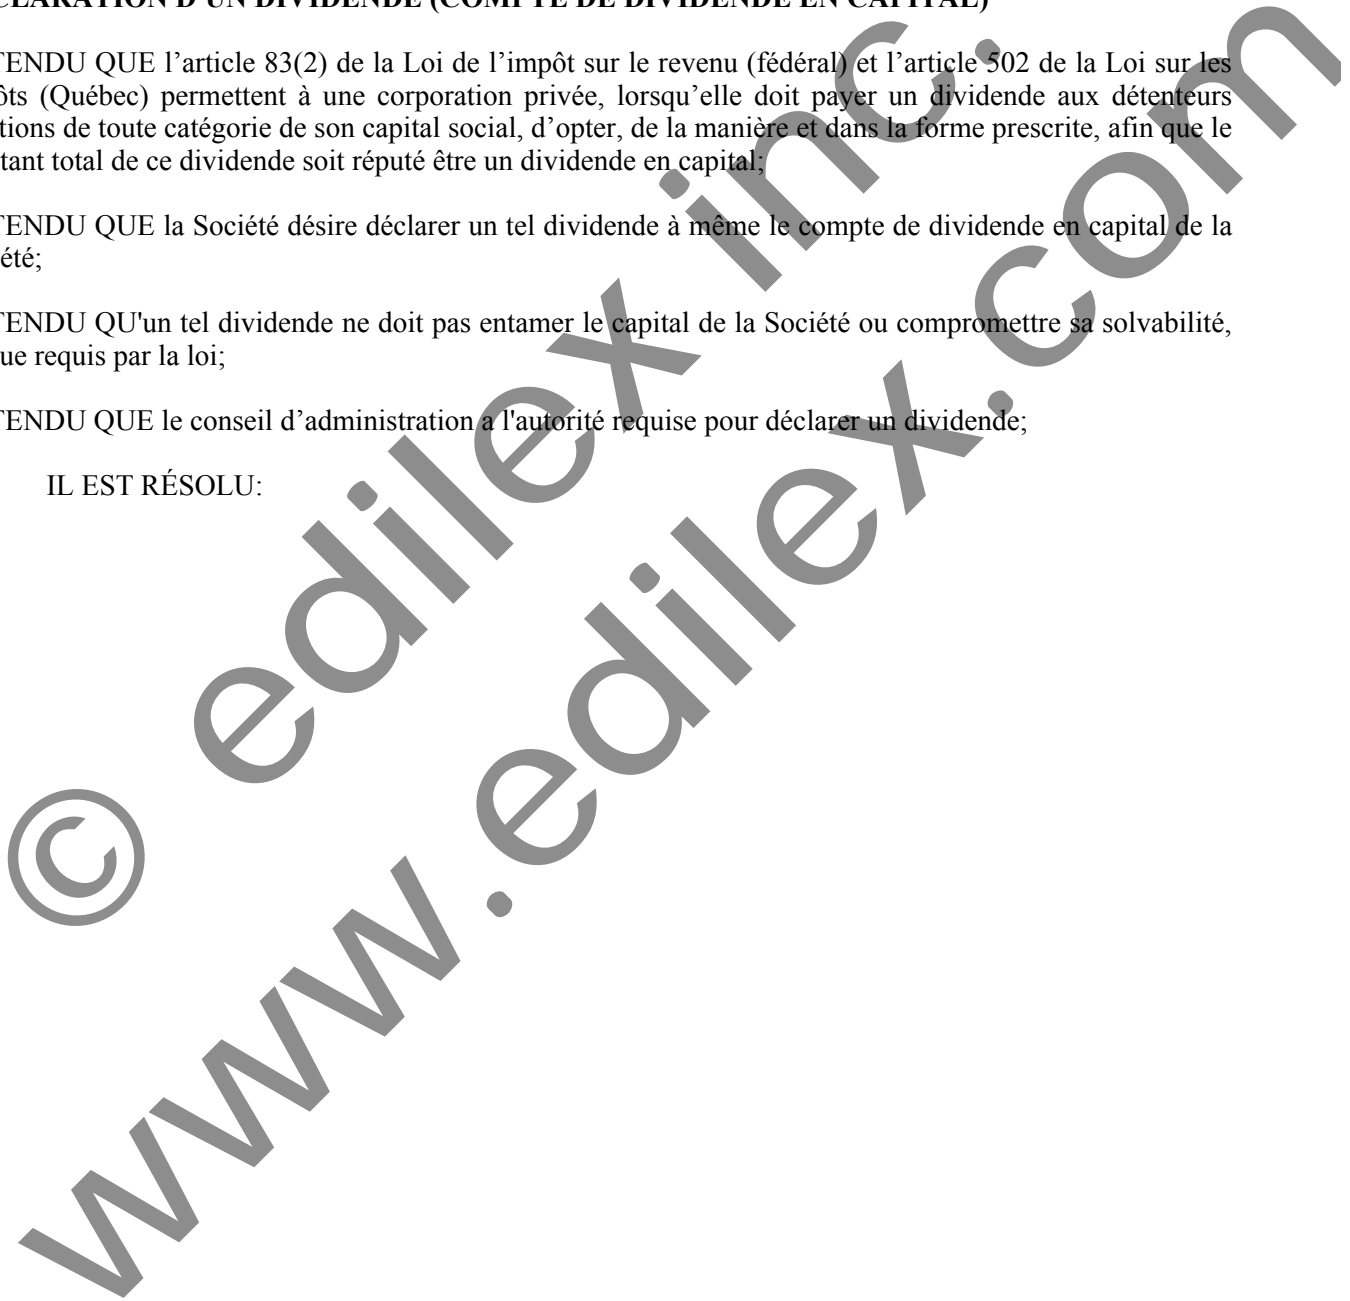 CLARATION D'UN DIVIDENDE (COMPTE DE DIVIDENDE EN CAPITAL)
TENDU QUE l'article 83(2) de la Loi de l'impôt sur le revenu (fédéral) et l'article 502 de la Loi sur les
ôts (Québec) permettent à une corporation privée, lorsqu'elle doit payer un dividende aux détenteurs
tions de toute catégorie de son capital social, d'opter, de la manière et dans la forme prescrite, afin que le
tant total de ce dividende soit réputé être un dividende en capital;
TENDU QUE la Société désire déclarer un tel dividende à même le compte de dividende en capital de la
été;
TENDU QU'un tel dividende ne doit pas entamer le capital de la Société ou compromettre sa solvabilité,
ue requis par la loi;
TENDU QUE le conseil d'administration a l'autorité requise pour déclarer un dividende;
IL EST RÉSOLU:
© edilex inc.
www.edilex.com